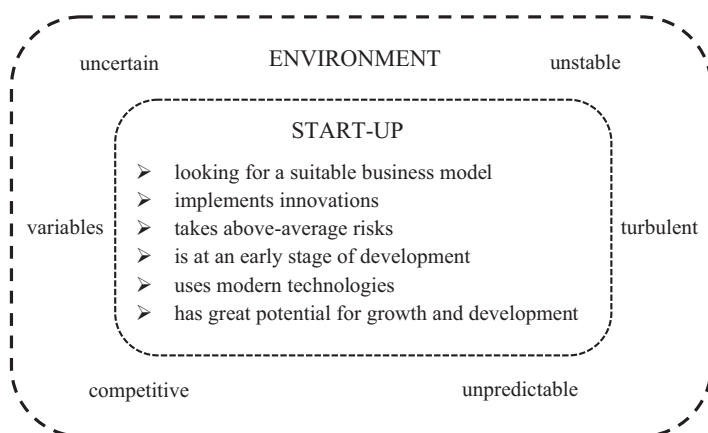 uncertain ENVIRONMENT unstable
START-UP
➢ looking for a suitable business model
➢ implements innovations
variables ➢ takes above-average risks turbulent
➢ is at an early stage of development
➢ uses modern technologies
➢ has great potential for growth and development
competitive unpredictable